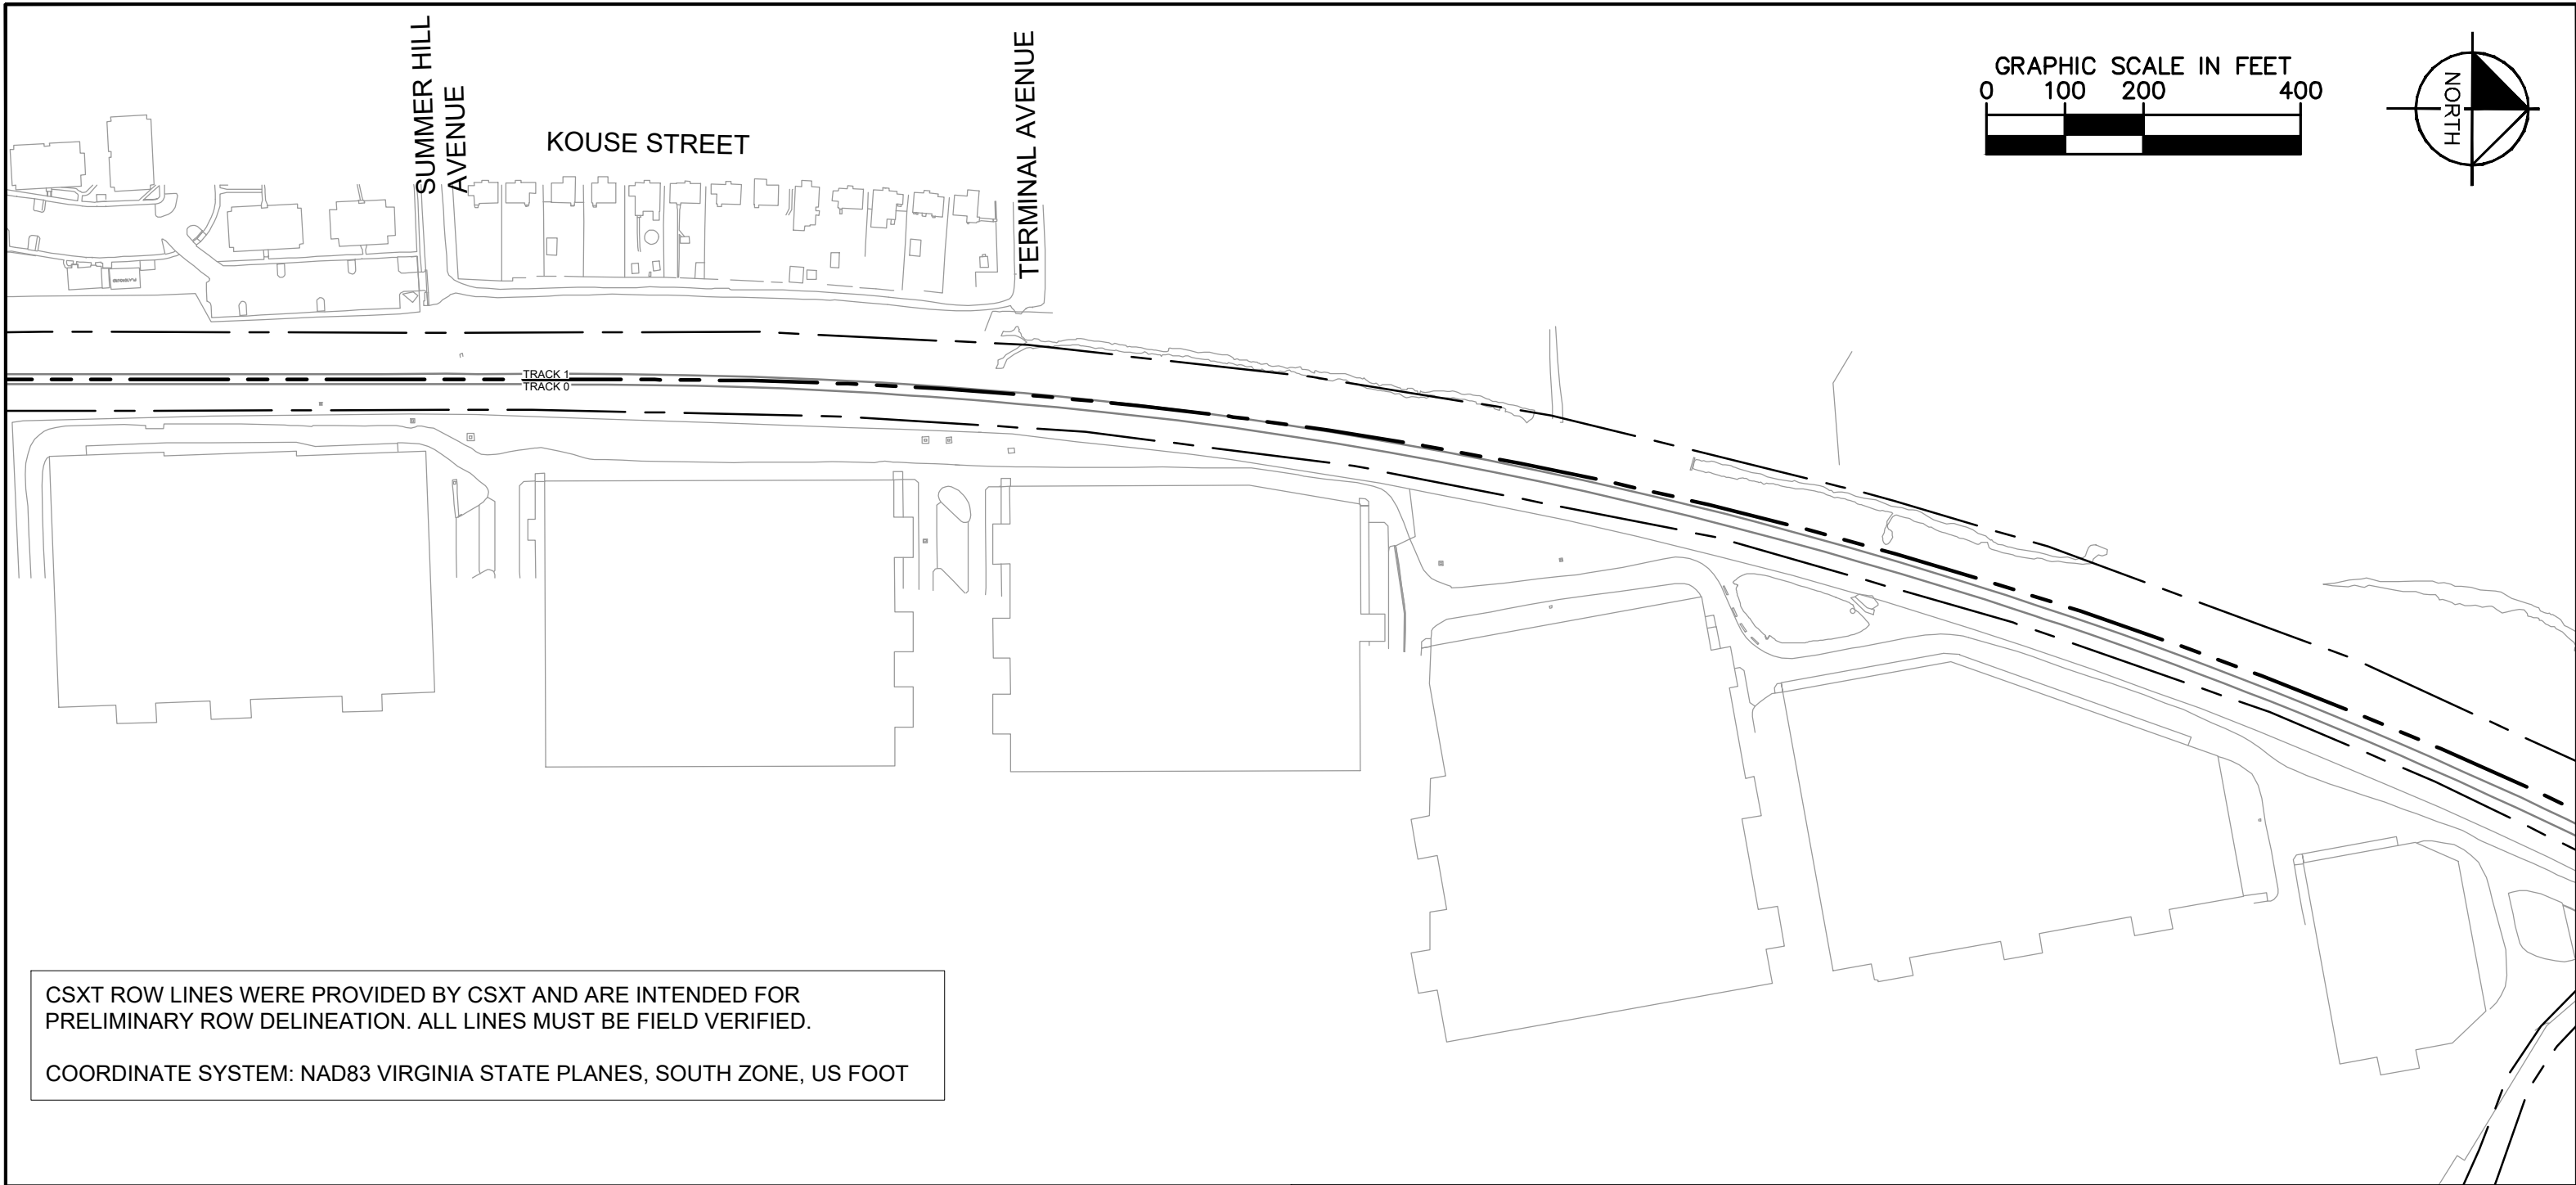 SUMMER HILL
AVENUE
KOUSE STREET
TERMINAL AVENUE
GRAPHIC SCALE IN FEET
0 100 200 400
NORTH
TRACK 1
TRACK 0
CSXT ROW LINES WERE PROVIDED BY CSXT AND ARE INTENDED FOR
PRELIMINARY ROW DELINEATION. ALL LINES MUST BE FIELD VERIFIED.
COORDINATE SYSTEM: NAD83 VIRGINIA STATE PLANES, SOUTH ZONE, US FOOT